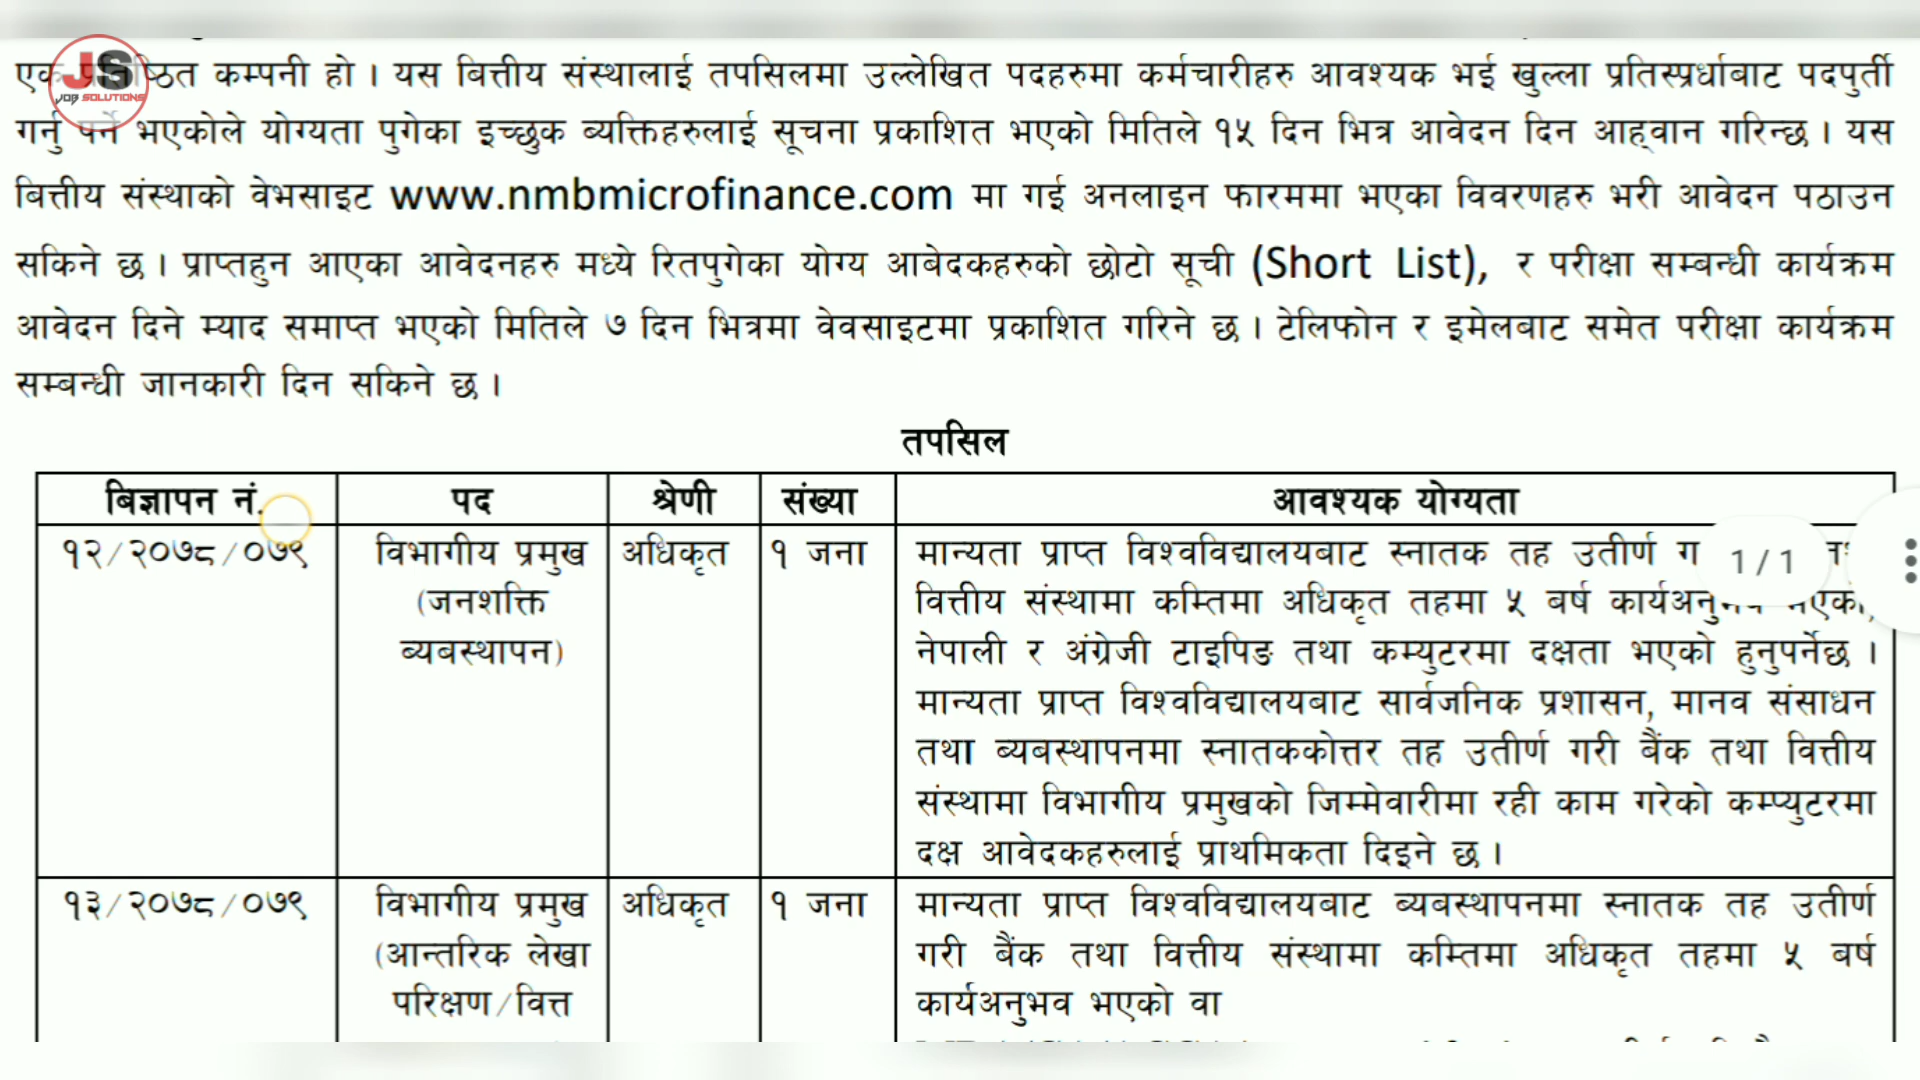 JS
JOB SOLUTIONS
एक प्रतिष्ठित कम्पनी हो । यस बित्तीय संस्थालाई तपसिलमा उल्लेखित पदहरुमा कर्मचारीहरु आवश्यक भई खुल्ला प्रतिस्प्रर्धाबाट पदपुर्ती
गर्नु पर्ने भएकोले योग्यता पुगेका इच्छुक ब्यक्तिहरुलाई सूचना प्रकाशित भएको मितिले १५ दिन भित्र आवेदन दिन आह्वान गरिन्छ । यस
बित्तीय संस्थाको वेभसाइट www.nmbmicrofinance.com मा गई अनलाइन फारममा भएका विवरणहरु भरी आवेदन पठाउन
सकिने छ । प्राप्तहुन आएका आवेदनहरु मध्ये रितपुगेका योग्य आबेदकहरुको छोटो सूची (Short List), र परीक्षा सम्बन्धी कार्यक्रम
आवेदन दिने म्याद समाप्त भएको मितिले ७ दिन भित्रमा वेवसाइटमा प्रकाशित गरिने छ । टेलिफोन र इमेलबाट समेत परीक्षा कार्यक्रम
सम्बन्धी जानकारी दिन सकिने छ ।
तपसिल
बिज्ञापन नं. पद श्रेणी संख्या आवश्यक योग्यता
१२/२०७८/०७९ विभागीय प्रमुख अधिकृत १ जना मान्यता प्राप्त विश्वविद्यालयबाट स्नातक तह उतीर्ण 1/1
(जनशक्ति वित्तीय संस्थामा कम्तिमा अधिकृत तहमा ५ बर्ष कार्यअनुभव भएको,
ब्यबस्थापन) नेपाली र अंग्रेजी टाइपिङ तथा कम्युटरमा दक्षता भएको हुनुपर्नेछ ।
मान्यता प्राप्त विश्वविद्यालयबाट सार्वजनिक प्रशासन, मानव संसाधन
तथा ब्यबस्थापनमा स्नातककोत्तर तह उतीर्ण गरी बैंक तथा वित्तीय
संस्थामा विभागीय प्रमुखको जिम्मेवारीमा रही काम गरेको कम्प्युटरमा
दक्ष आवेदकहरुलाई प्राथमिकता दिइने छ ।
१३/२०७८/०७९ विभागीय प्रमुख अधिकृत १ जना मान्यता प्राप्त विश्वविद्यालयबाट ब्यबस्थापनमा स्नातक तह उतीर्ण
(आन्तरिक लेखा गरी बैंक तथा वित्तीय संस्थामा कम्तिमा अधिकृत तहमा ५ बर्ष
परिक्षण/वित्त कार्यअनुभव भएको वा